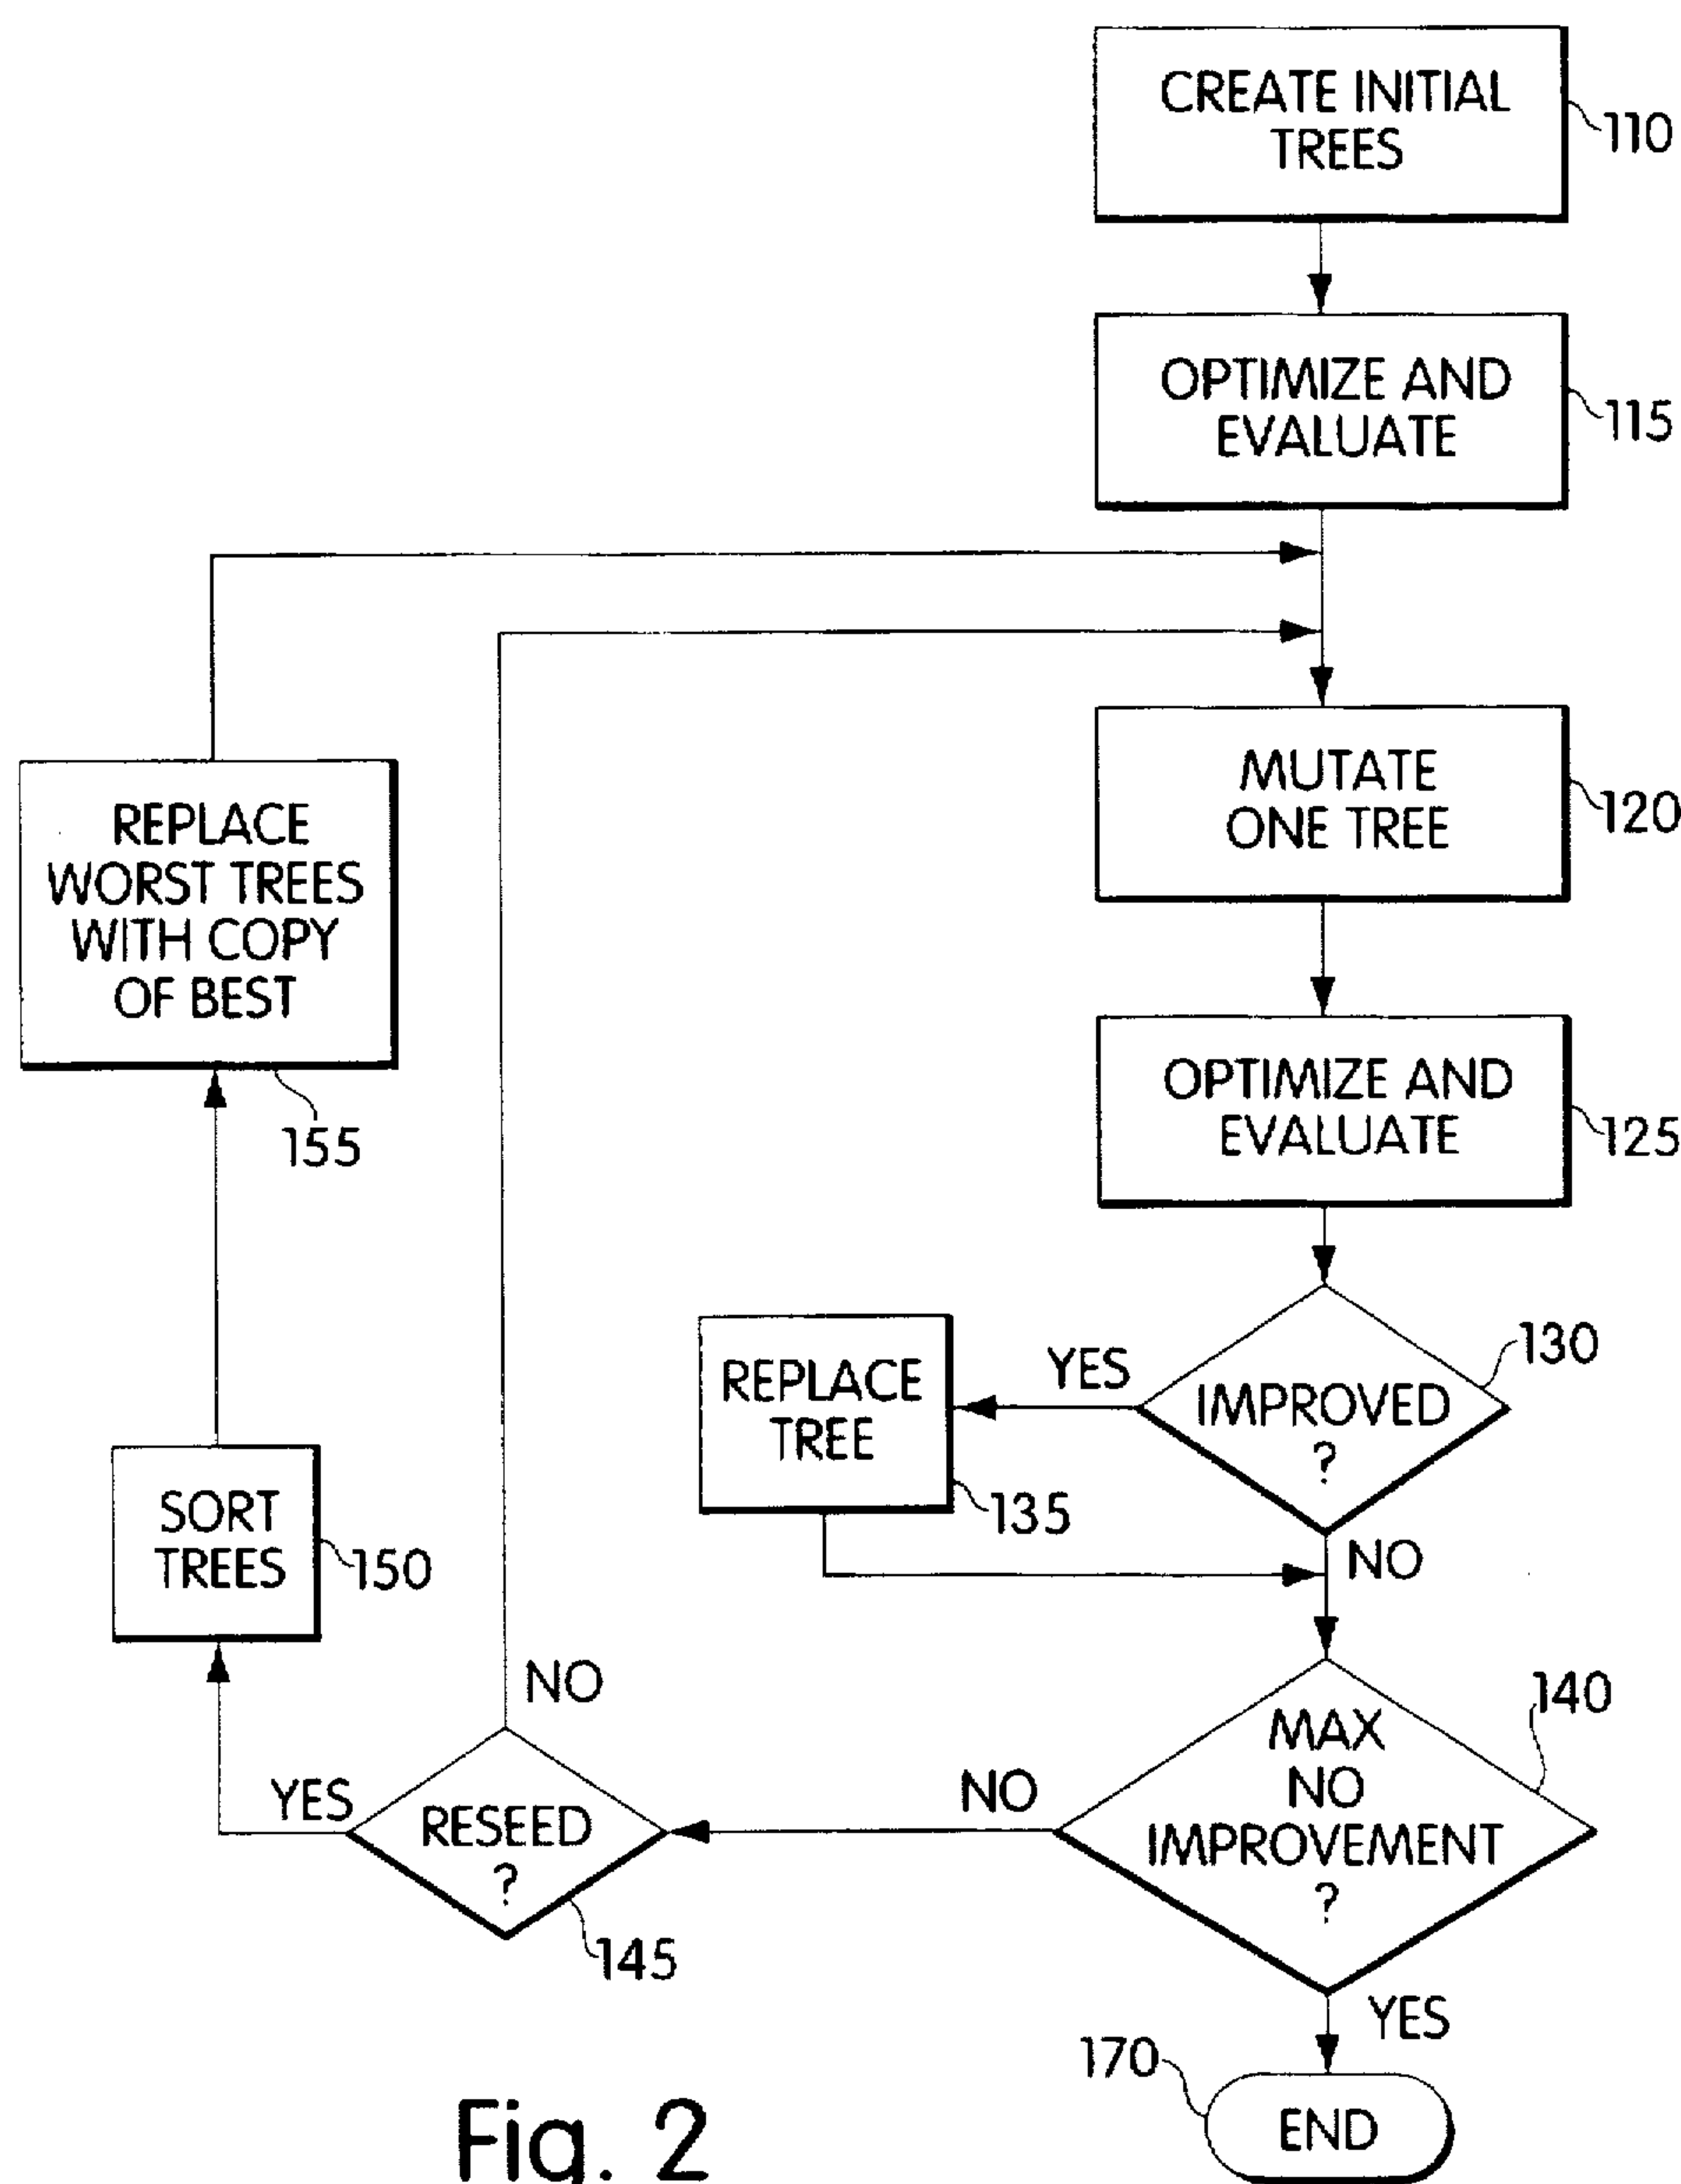 CREATE INITIAL
TREES
110
OPTIMIZE AND
EVALUATE
115
MUTATE
ONE TREE
120
REPLACE
WORST TREES
WITH COPY
OF BEST
155
OPTIMIZE AND
EVALUATE
125
IMPROVED
?
130
YES
NO
REPLACE
TREE
135
SORT
TREES
150
MAX
NO
IMPROVEMENT
?
140
NO
YES
RESEED
?
145
NO
YES
170
END
Fig. 2